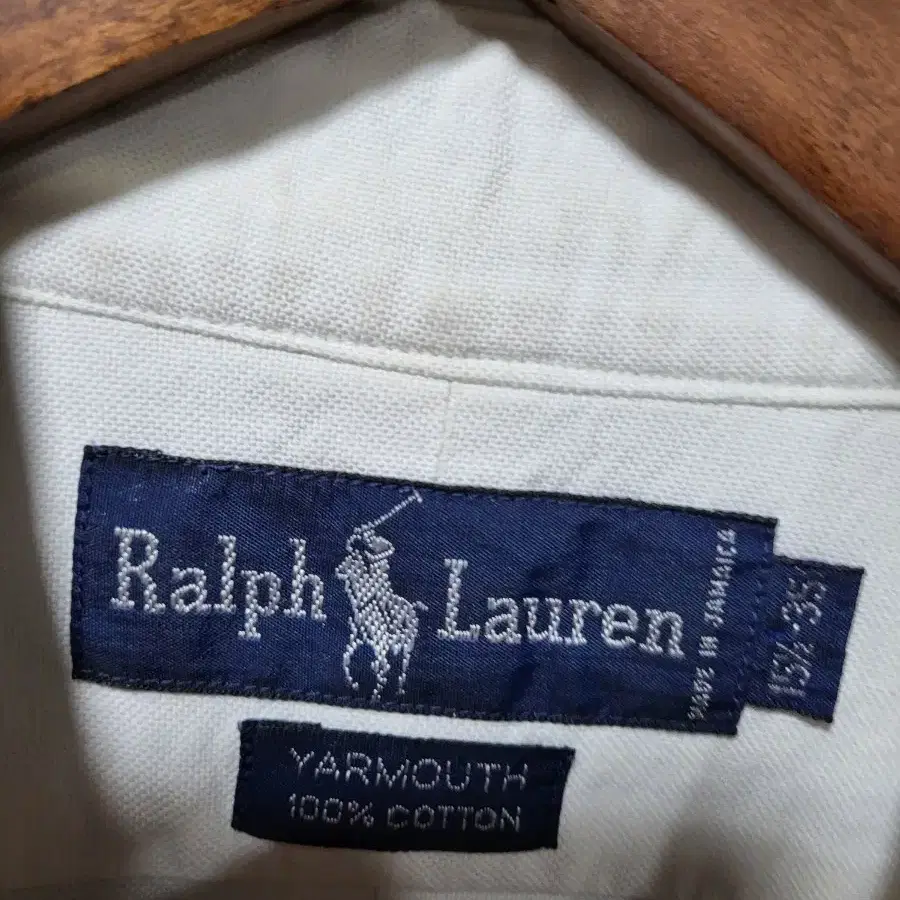 Ralph Lauren
MADE IN JAMAICA
15½-35
YARMOUTH
100% COTTON